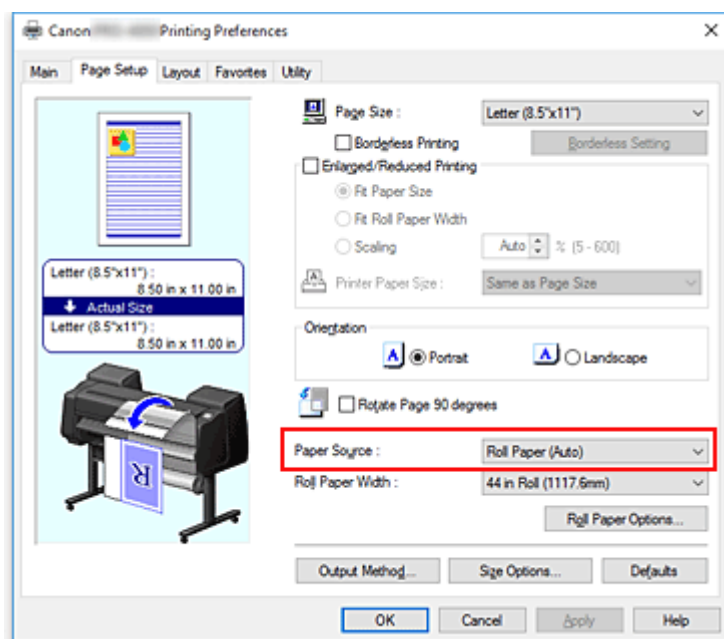 Canon Printing Preferences
Main Page Setup Layout Favorites Utility
Page Size : Letter (8.5"x11")
Borderless Printing Borderless Setting
Enlarged/Reduced Printing
Fit Paper Size
Fit Roll Paper Width
Scaling Auto % (5 - 600)
Printer Paper Size : Same as Page Size
Letter (8.5"x11") :
8.50 in x 11.00 in
Actual Size
Letter (8.5"x11") :
8.50 in x 11.00 in
Orientation
A Portrait A Landscape
Rotate Page 90 degrees
Paper Source : Roll Paper (Auto)
Roll Paper Width : 44 in Roll (1117.6mm)
R
Roll Paper Options...
Output Method... Size Options... Defaults
OK Cancel Apply Help